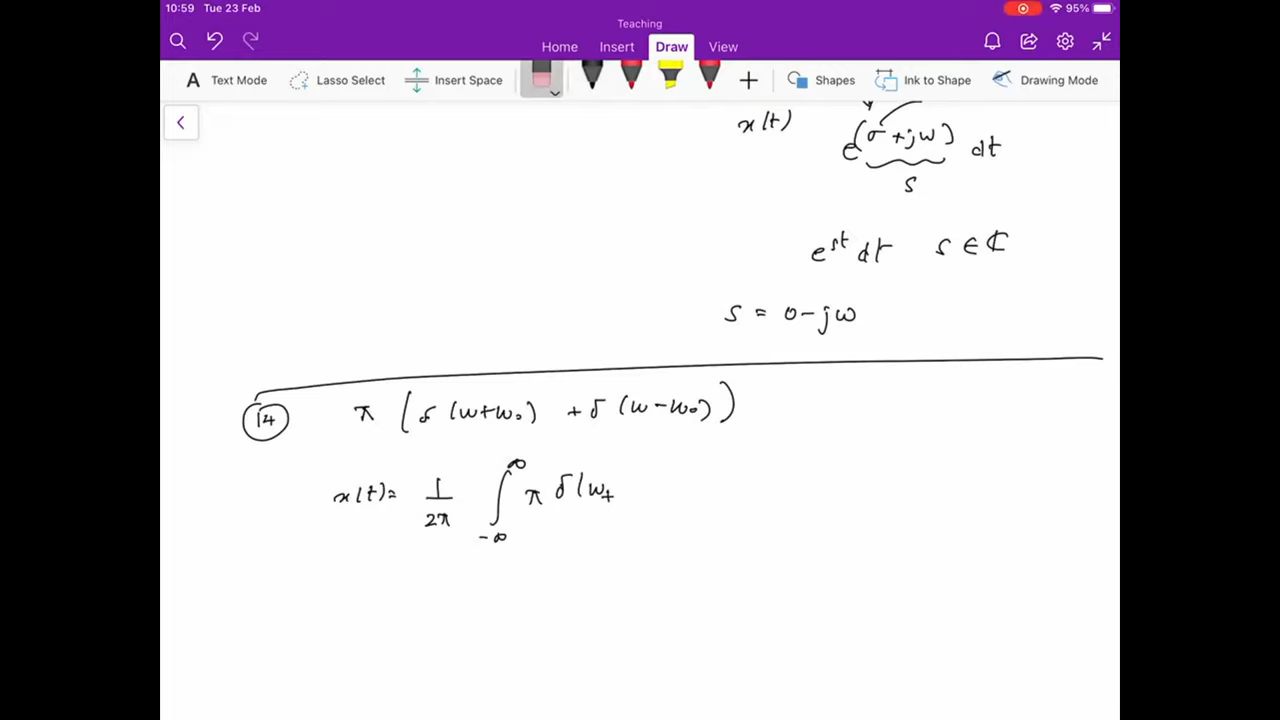 10:59 Tue 23 Feb
95%
Teaching
Home Insert Draw View
Text Mode Lasso Select Insert Space Shapes Ink to Shape Drawing Mode
x(t) e(σ+jω) dt
s
e^st dt s ∈ ℂ
s = 0-jω
14 π (δ(ω+ω₀) + δ(ω-ω₀))
x(t)= 1/2π ∫_-∞^∞ π δ(ω+